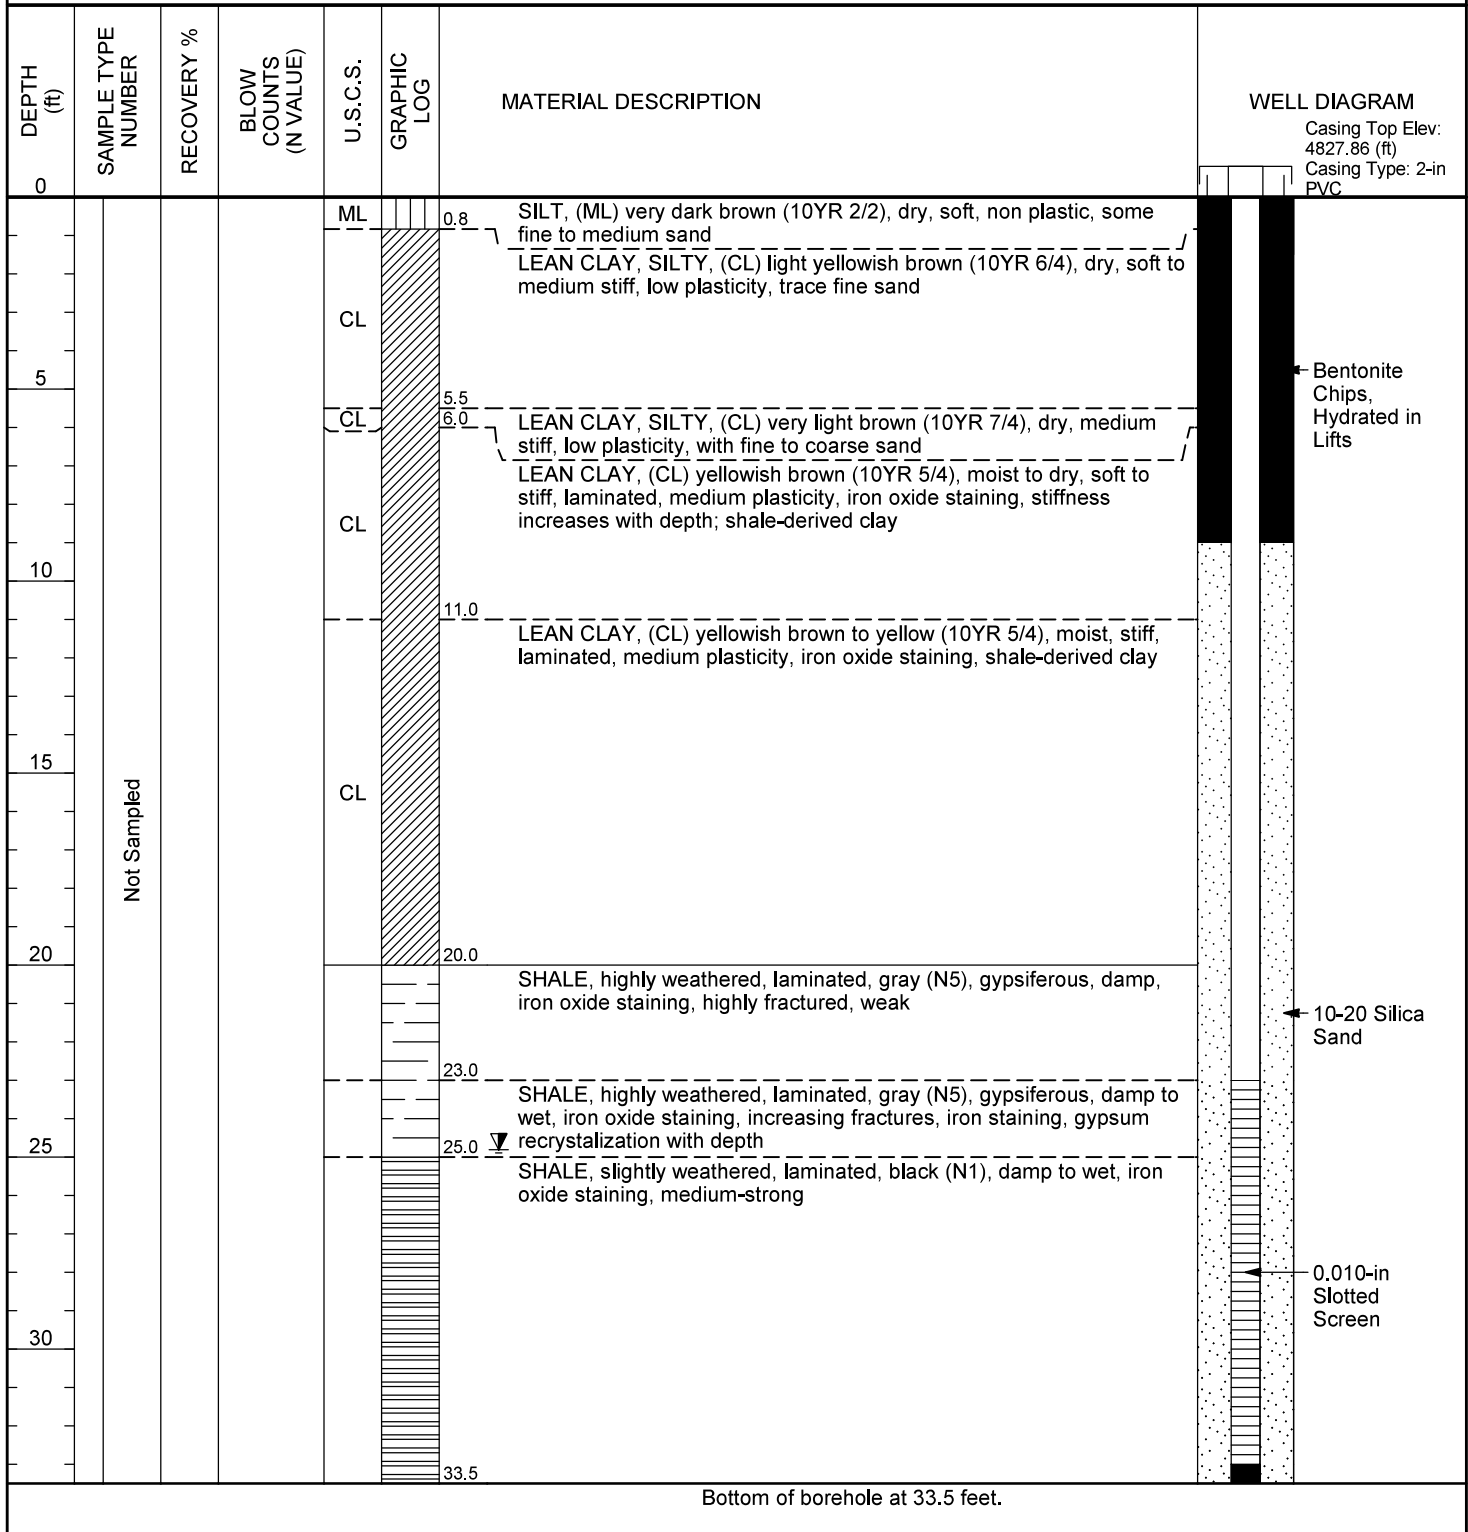 DEPTH
(ft)
SAMPLE TYPE
NUMBER
RECOVERY %
BLOW
COUNTS
(N VALUE)
U.S.C.S.
GRAPHIC
LOG
MATERIAL DESCRIPTION
WELL DIAGRAM
Casing Top Elev:
4827.86 (ft)
Casing Type: 2-in
PVC
0
ML
0.8
SILT, (ML) very dark brown (10YR 2/2), dry, soft, non plastic, some
fine to medium sand
LEAN CLAY, SILTY, (CL) light yellowish brown (10YR 6/4), dry, soft to
medium stiff, low plasticity, trace fine sand
CL
5
Bentonite
Chips,
Hydrated in
Lifts
5.5
CL
6.0
LEAN CLAY, SILTY, (CL) very light brown (10YR 7/4), dry, medium
stiff, low plasticity, with fine to coarse sand
LEAN CLAY, (CL) yellowish brown (10YR 5/4), moist to dry, soft to
stiff, laminated, medium plasticity, iron oxide staining, stiffness
increases with depth; shale-derived clay
CL
10
11.0
LEAN CLAY, (CL) yellowish brown to yellow (10YR 5/4), moist, stiff,
laminated, medium plasticity, iron oxide staining, shale-derived clay
15
CL
Not Sampled
20
20.0
SHALE, highly weathered, laminated, gray (N5), gypsiferous, damp,
iron oxide staining, highly fractured, weak
10-20 Silica
Sand
23.0
SHALE, highly weathered, laminated, gray (N5), gypsiferous, damp to
wet, iron oxide staining, increasing fractures, iron staining, gypsum
recrystalization with depth
25
25.0
SHALE, slightly weathered, laminated, black (N1), damp to wet, iron
oxide staining, medium-strong
0.010-in
Slotted
Screen
30
33.5
Bottom of borehole at 33.5 feet.